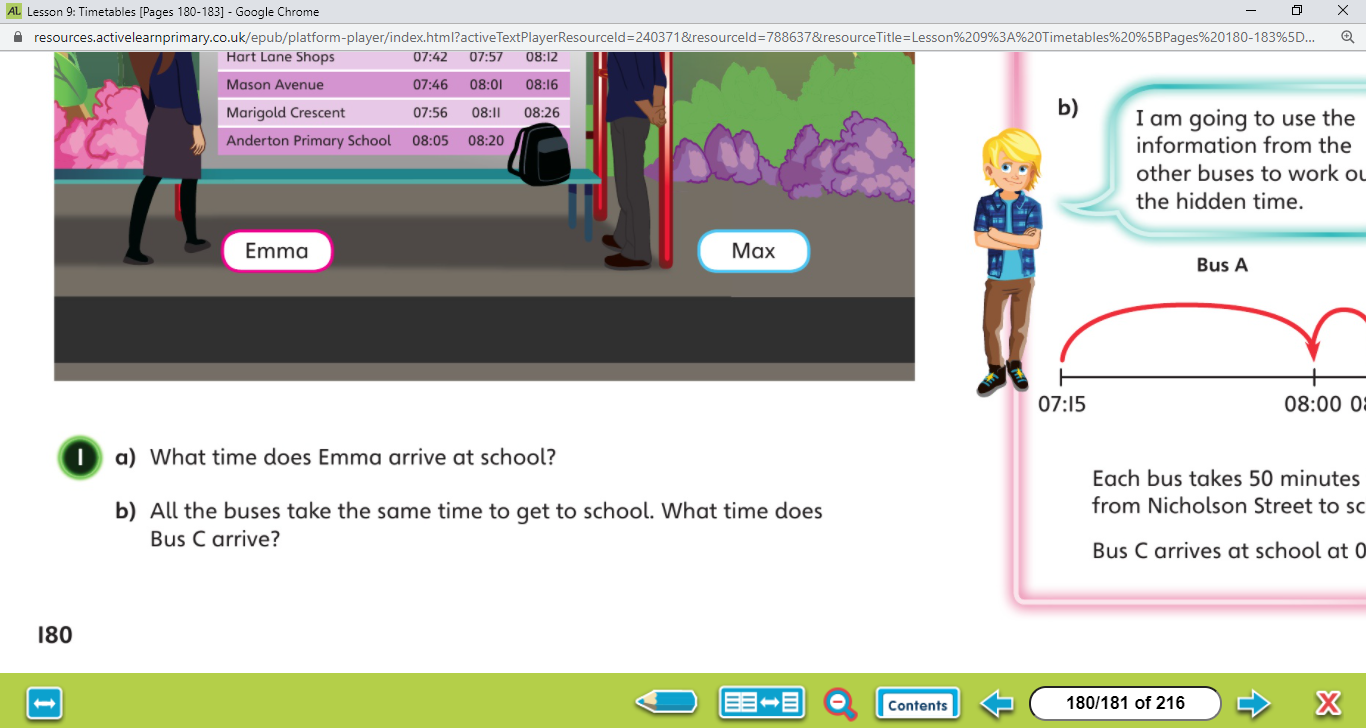 AL Lesson 9: Timetables [Pages 180-183] - Google Chrome
resources.activelearnprimary.co.uk/epub/platform-player/index.html?activeTextPlayerResourceId=240371&resourceId=788637&resourceTitle=Lesson%209%3A%20Timetables%20%5BPages%20180-183%5D...
Hart Lane Shops 07:42 07:57 08:12
Mason Avenue 07:46 08:01 08:16
Marigold Crescent 07:56 08:11 08:26
Anderton Primary School 08:05 08:20
Emma
Max
1 a) What time does Emma arrive at school?
b) All the buses take the same time to get to school. What time does
Bus C arrive?
180
b)
I am going to use the
information from the
other buses to work ou
the hidden time.
Bus A
07:15 08:00 08
Each bus takes 50 minutes
from Nicholson Street to sc
Bus C arrives at school at 0
Contents
180/181 of 216
X